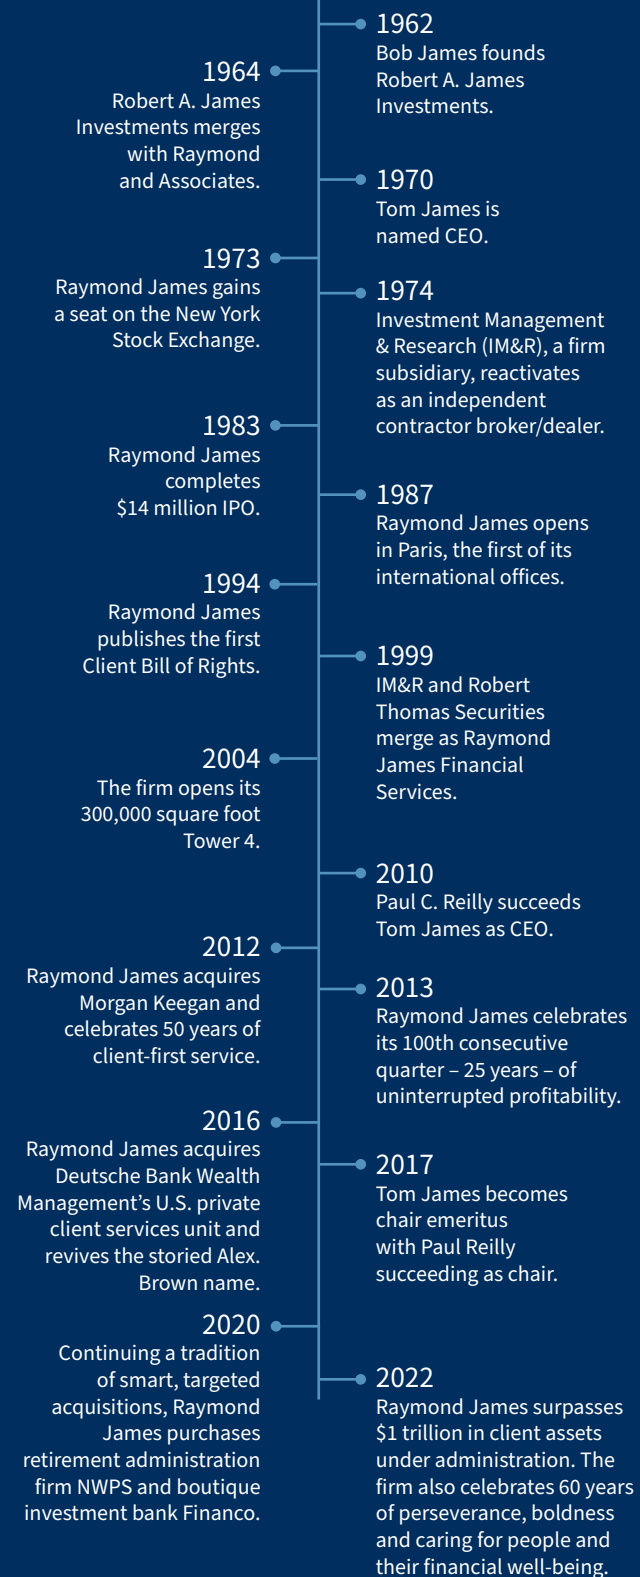 1962
Bob James founds
Robert A. James
Investments.
1964
Robert A. James
Investments merges
with Raymond
and Associates.
1970
Tom James is
named CEO.
1973
Raymond James gains
a seat on the New York
Stock Exchange.
1974
Investment Management
& Research (IM&R), a firm
subsidiary, reactivates
as an independent
contractor broker/dealer.
1983
Raymond James
completes
$14 million IPO.
1987
Raymond James opens
in Paris, the first of its
international offices.
1994
Raymond James
publishes the first
Client Bill of Rights.
1999
IM&R and Robert
Thomas Securities
merge as Raymond
James Financial
Services.
2004
The firm opens its
300,000 square foot
Tower 4.
2010
Paul C. Reilly succeeds
Tom James as CEO.
2012
Raymond James acquires
Morgan Keegan and
celebrates 50 years of
client-first service.
2013
Raymond James celebrates
its 100th consecutive
quarter – 25 years – of
uninterrupted profitability.
2016
Raymond James acquires
Deutsche Bank Wealth
Management’s U.S. private
client services unit and
revives the storied Alex.
Brown name.
2017
Tom James becomes
chair emeritus
with Paul Reilly
succeeding as chair.
2020
Continuing a tradition
of smart, targeted
acquisitions, Raymond
James purchases
retirement administration
firm NWPS and boutique
investment bank Financo.
2022
Raymond James surpasses
$1 trillion in client assets
under administration. The
firm also celebrates 60 years
of perseverance, boldness
and caring for people and
their financial well-being.